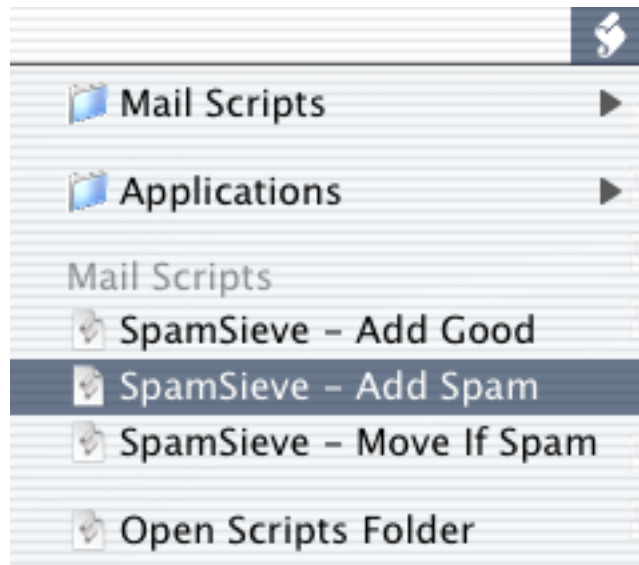 Mail Scripts
Applications
Mail Scripts
SpamSieve – Add Good
SpamSieve – Add Spam
SpamSieve – Move If Spam
Open Scripts Folder